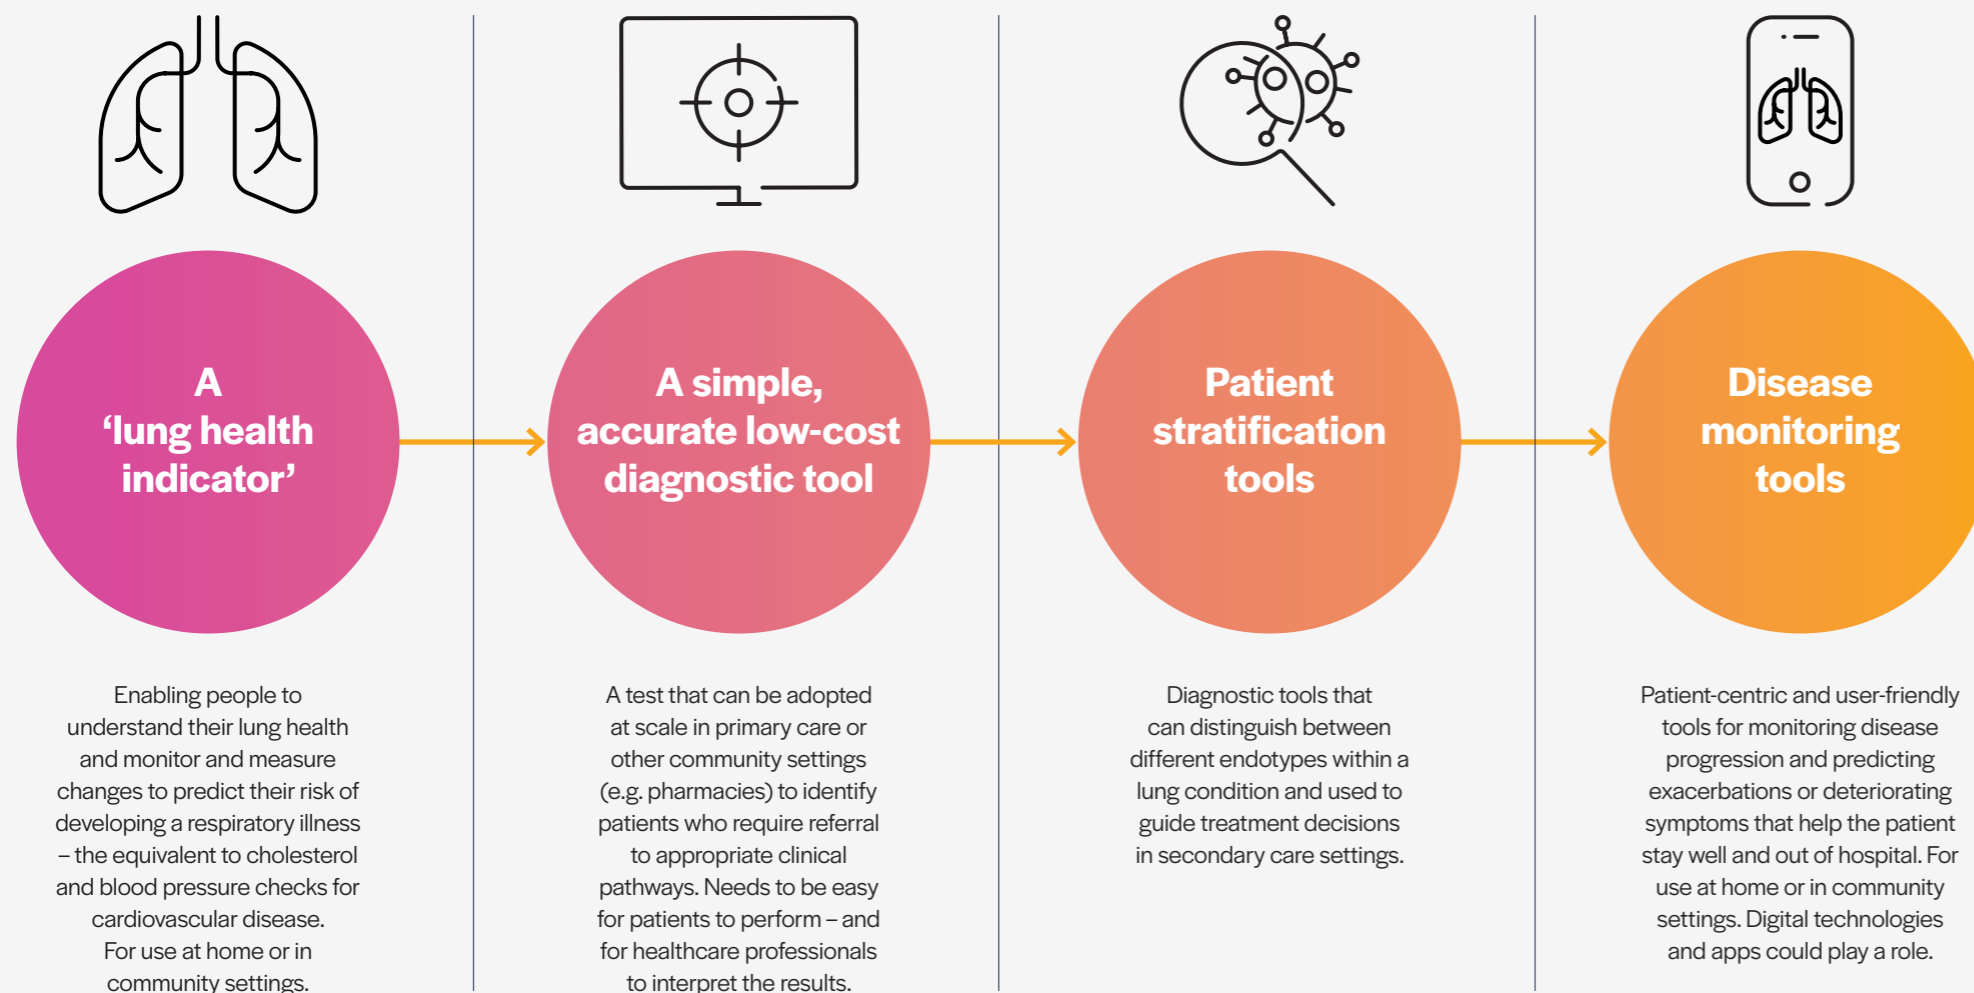 A
‘lung health
indicator’
A simple,
accurate low-cost
diagnostic tool
Patient
stratification
tools
Disease
monitoring
tools
Enabling people to
understand their lung health
and monitor and measure
changes to predict their risk of
developing a respiratory illness
– the equivalent to cholesterol
and blood pressure checks for
cardiovascular disease.
For use at home or in
community settings.
A test that can be adopted
at scale in primary care or
other community settings
(e.g. pharmacies) to identify
patients who require referral
to appropriate clinical
pathways. Needs to be easy
for patients to perform – and
for healthcare professionals
to interpret the results.
Diagnostic tools that
can distinguish between
different endotypes within a
lung condition and used to
guide treatment decisions
in secondary care settings.
Patient-centric and user-friendly
tools for monitoring disease
progression and predicting
exacerbations or deteriorating
symptoms that help the patient
stay well and out of hospital. For
use at home or in community
settings. Digital technologies
and apps could play a role.